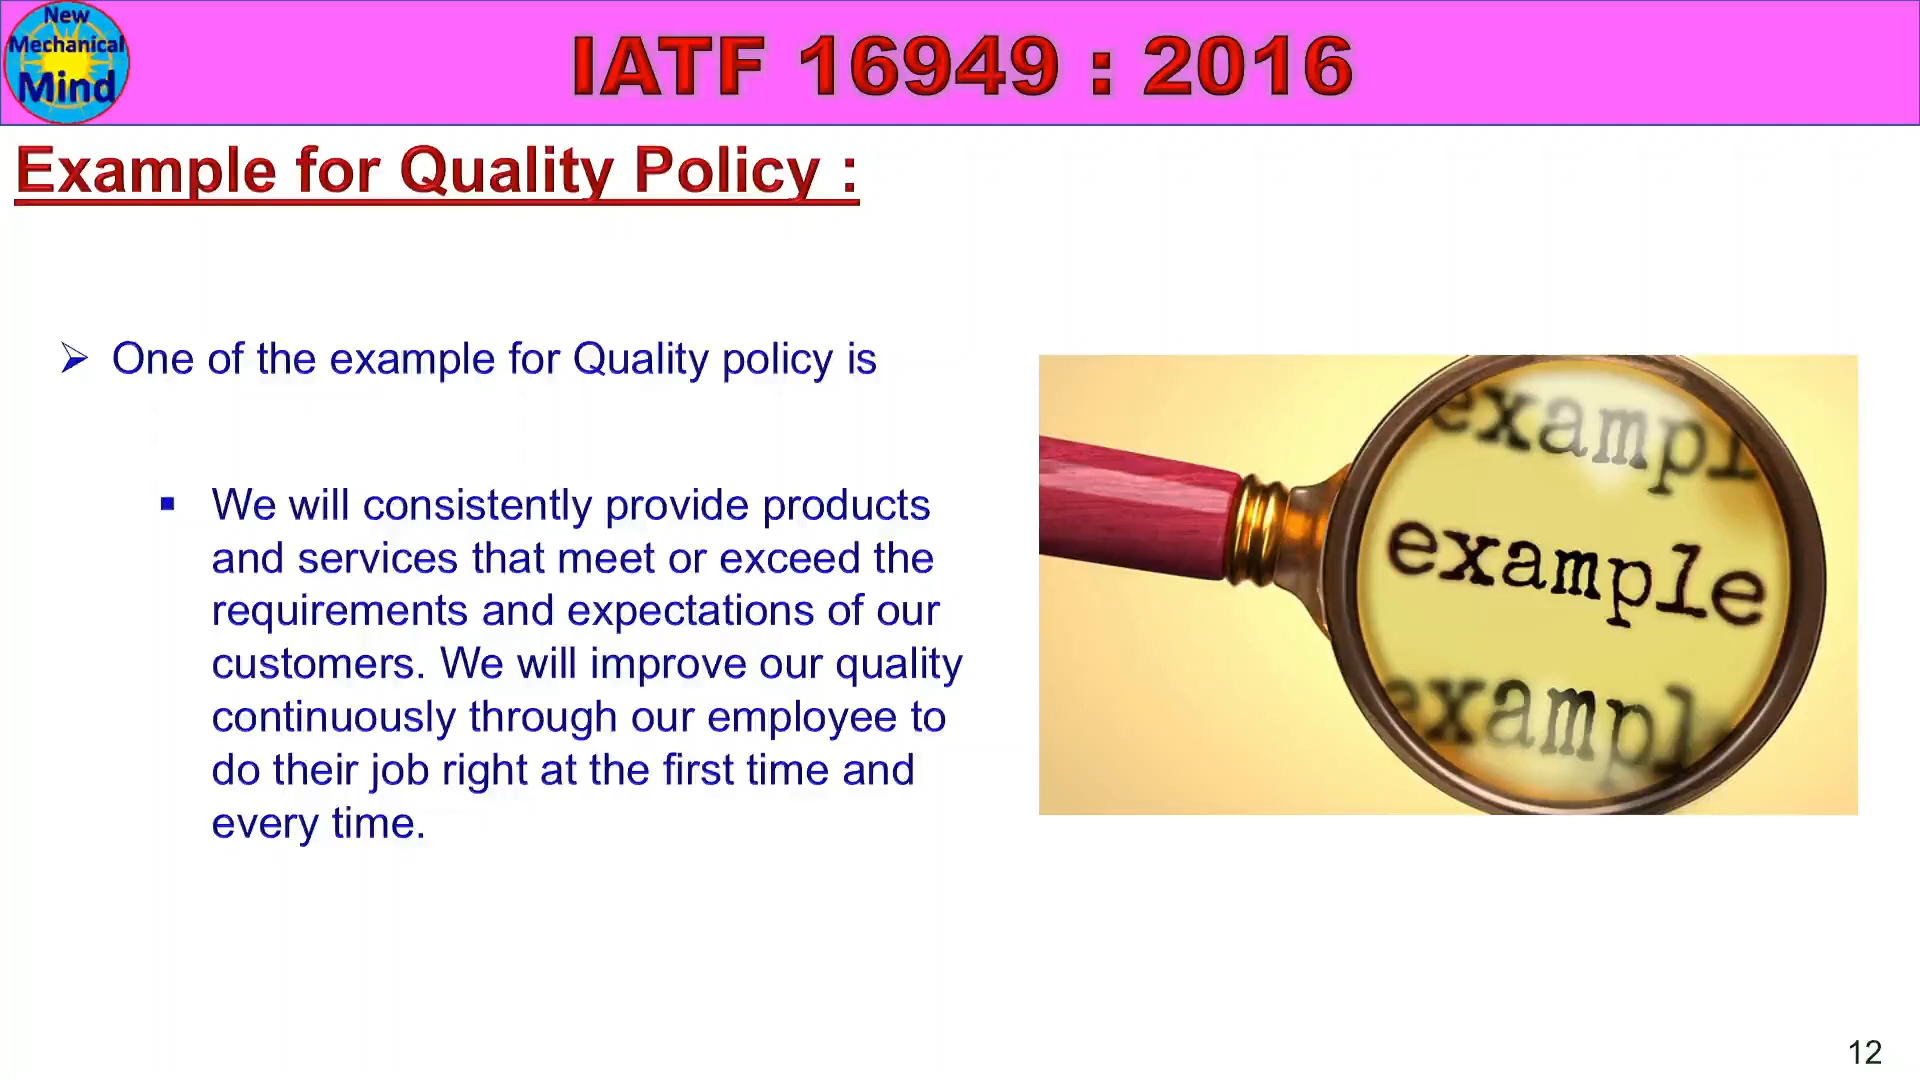 New
Mechanical
Mind
IATF 16949 : 2016
Example for Quality Policy :
One of the example for Quality policy is
We will consistently provide products
and services that meet or exceed the
requirements and expectations of our
customers. We will improve our quality
continuously through our employee to
do their job right at the first time and
every time.
exampl
example
exampl
12